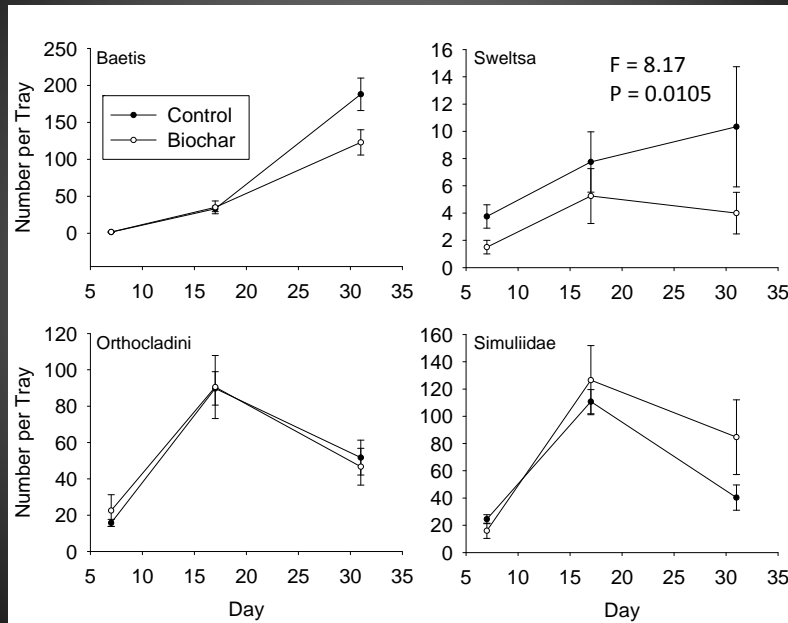 Baetis
Number per Tray
250
200
150
100
50
0
Control
Biochar
5 10 15 20 25 30 35
Sweltsa
F = 8.17
P = 0.0105
16
14
12
10
8
6
4
2
0
5 10 15 20 25 30 35
Orthocladini
Number per Tray
120
100
80
60
40
20
0
5 10 15 20 25 30 35
Day
Simuliidae
160
140
120
100
80
60
40
20
0
5 10 15 20 25 30 35
Day